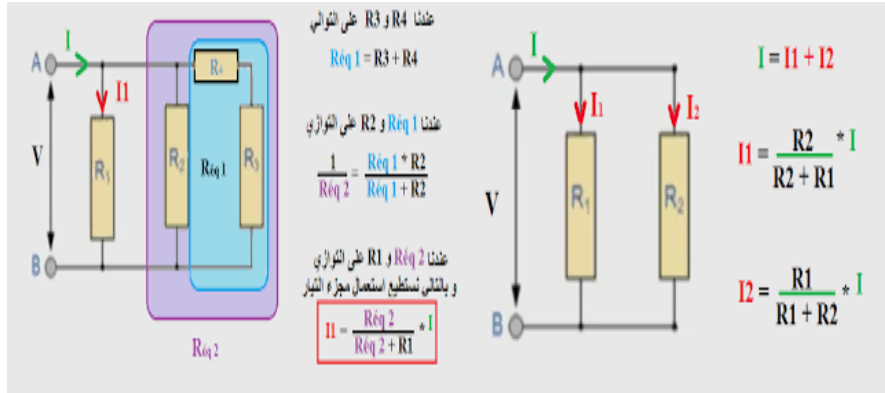 I
A
I1
V
R₁
B
R₂
R₄
Réq 1
R₃
Réq 2
عندنا R4 و R3 على التوالي
Réq 1 = R3 + R4
عندنا Réq 1 و R2 على التوازي
1 / Réq 2 = Réq 1 * R2 / Réq 1 + R2
عندنا Réq 2 و R1 على التوازي
و بالتالي نستطيع استعمال مجزء التيار
I1 = Réq 2 / Réq 2 + R1 * I
I
A
I₁
I₂
V
R₁
R₂
B
I = I1 + I2
I1 = R2 / R2 + R1 * I
I2 = R1 / R1 + R2 * I